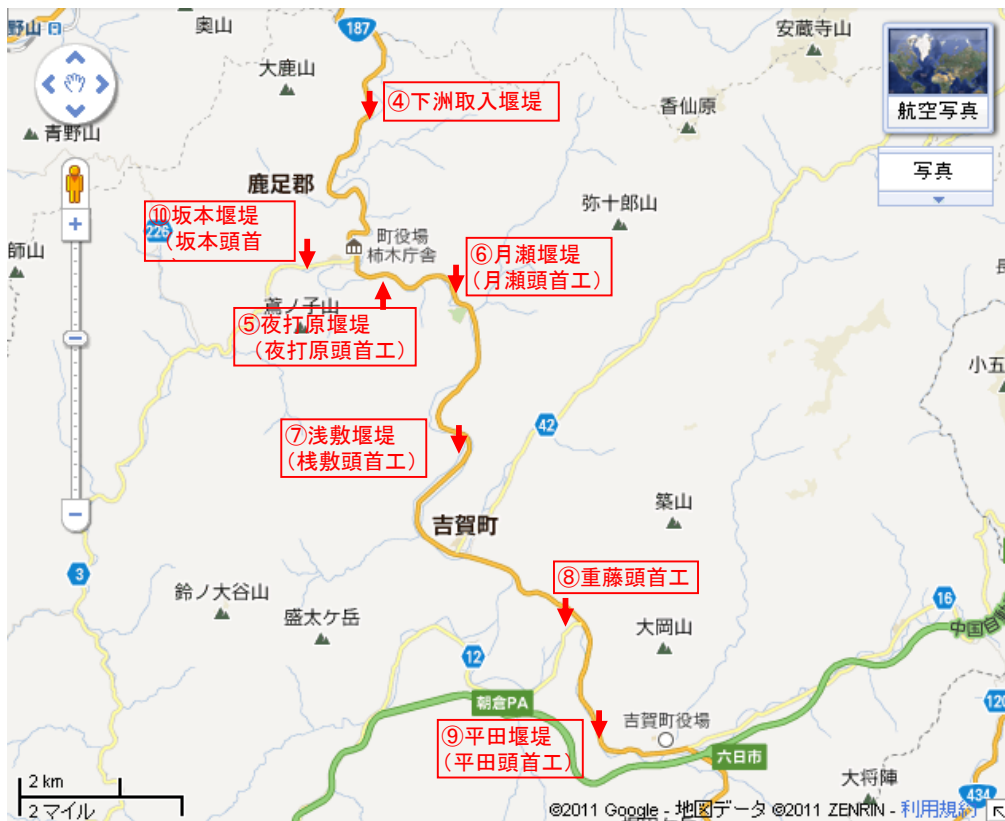 野山
奥山
187
安蔵寺山
大鹿山
④下洲取入堰堤
香仙原
航空写真
青野山
写真
鹿足郡
弥十郎山
⑩坂本堰堤
(坂本頭首
226
町役場
柿木庁舎
⑥月瀬堰堤
(月瀬頭首工)
師山
鳶ノ子山
⑤夜打原堰堤
(夜打原頭首工)
小五
⑦浅敷堰堤
(桟敷頭首工)
42
築山
吉賀町
⑧重藤頭首工
3
鈴ノ大谷山
盛太ケ岳
16
大岡山
中国自
12
朝倉PA
120
吉賀町役場
⑨平田堰堤
(平田頭首工)
六日市
大将陣
434
2 km
2 マイル
©2011 Google - 地図データ ©2011 ZENRIN - 利用規約